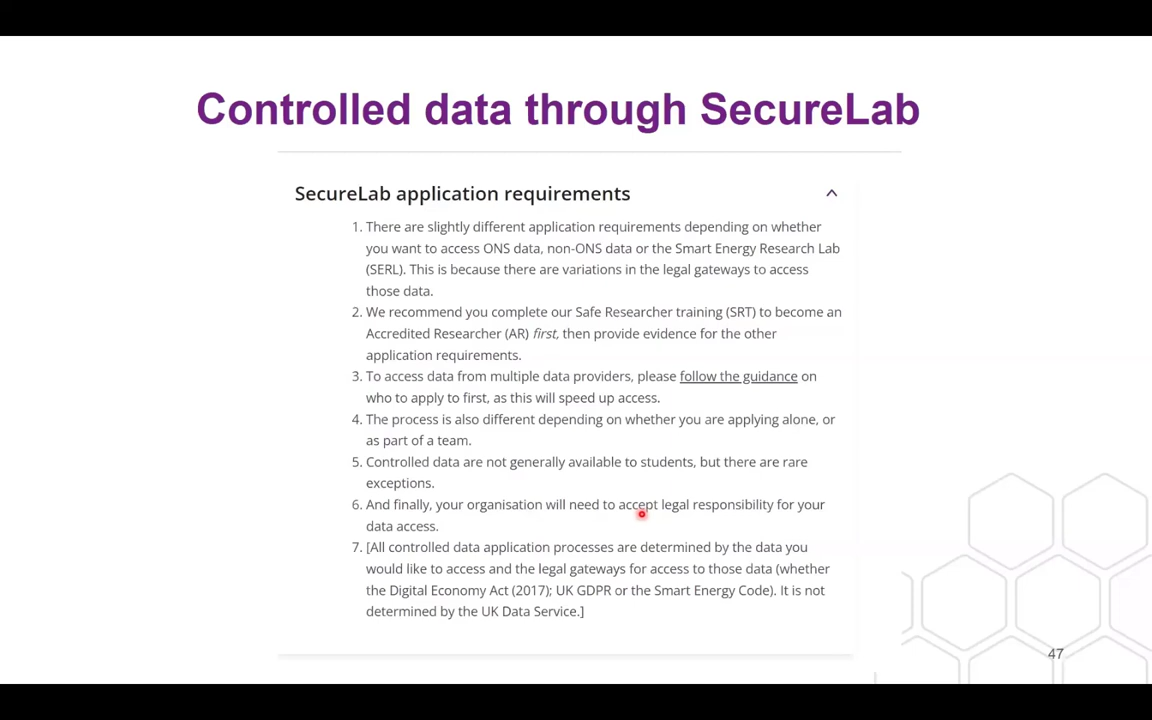 Controlled data through SecureLab
SecureLab application requirements
1. There are slightly different application requirements depending on whether
you want to access ONS data, non-ONS data or the Smart Energy Research Lab
(SERL). This is because there are variations in the legal gateways to access
those data.
2. We recommend you complete our Safe Researcher training (SRT) to become an
Accredited Researcher (AR) first, then provide evidence for the other
application requirements.
3. To access data from multiple data providers, please follow the guidance on
who to apply to first, as this will speed up access.
4. The process is also different depending on whether you are applying alone, or
as part of a team.
5. Controlled data are not generally available to students, but there are rare
exceptions.
6. And finally, your organisation will need to accept legal responsibility for your
data access.
7. [All controlled data application processes are determined by the data you
would like to access and the legal gateways for access to those data (whether
the Digital Economy Act (2017); UK GDPR or the Smart Energy Code). It is not
determined by the UK Data Service.]
47